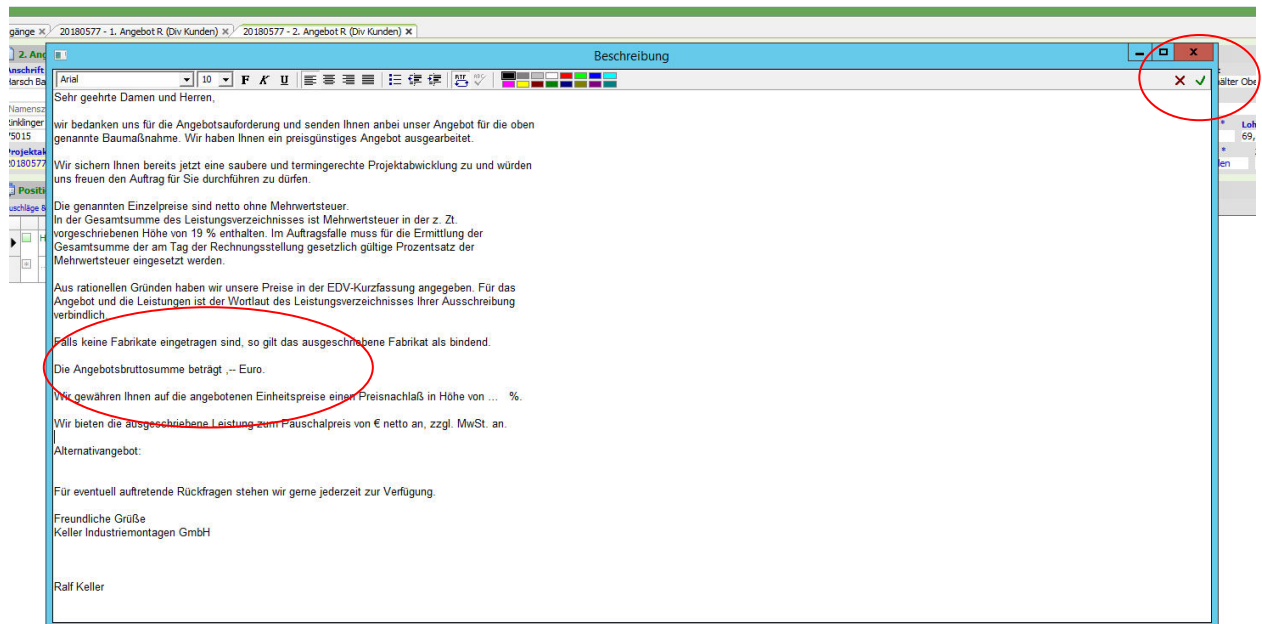 gänge
20180577 - 1. Angebot R (Div Kunden)
20180577 - 2. Angebot R (Div Kunden)
2. Ang
Beschreibung
Anschrift
Arial
10
F K U
RTF
Sehr geehrte Damen und Herren,
wir bedanken uns für die Angebotsauforderung und senden Ihnen anbei unser Angebot für die oben
genannte Baumaßnahme. Wir haben Ihnen ein preisgünstiges Angebot ausgearbeitet.
Wir sichern Ihnen bereits jetzt eine saubere und termingerechte Projektabwicklung zu und würden
uns freuen den Auftrag für Sie durchführen zu dürfen.
Die genannten Einzelpreise sind netto ohne Mehrwertsteuer.
In der Gesamtsumme des Leistungsverzeichnisses ist Mehrwertsteuer in der z. Zt.
vorgeschriebenen Höhe von 19 % enthalten. Im Auftragsfalle muss für die Ermittlung der
Gesamtsumme der am Tag der Rechnungsstellung gesetzlich gültige Prozentsatz der
Mehrwertsteuer eingesetzt werden.
Aus rationellen Gründen haben wir unsere Preise in der EDV-Kurzfassung angegeben. Für das
Angebot und die Leistungen ist der Wortlaut des Leistungsverzeichnisses Ihrer Ausschreibung
verbindlich.
Falls keine Fabrikate eingetragen sind, so gilt das ausgeschriebene Fabrikat als bindend.
Die Angebotsbruttosumme beträgt ,-- Euro.
Wir gewähren Ihnen auf die angebotenen Einheitspreise einen Preisnachlaß in Höhe von ... %.
Wir bieten die ausgeschriebene Leistung zum Pauschalpreis von € netto an, zzgl. MwSt. an.
Alternativangebot:
Für eventuell auftretende Rückfragen stehen wir gerne jederzeit zur Verfügung.
Freundliche Grüße
Keller Industriemontagen GmbH
Ralf Keller